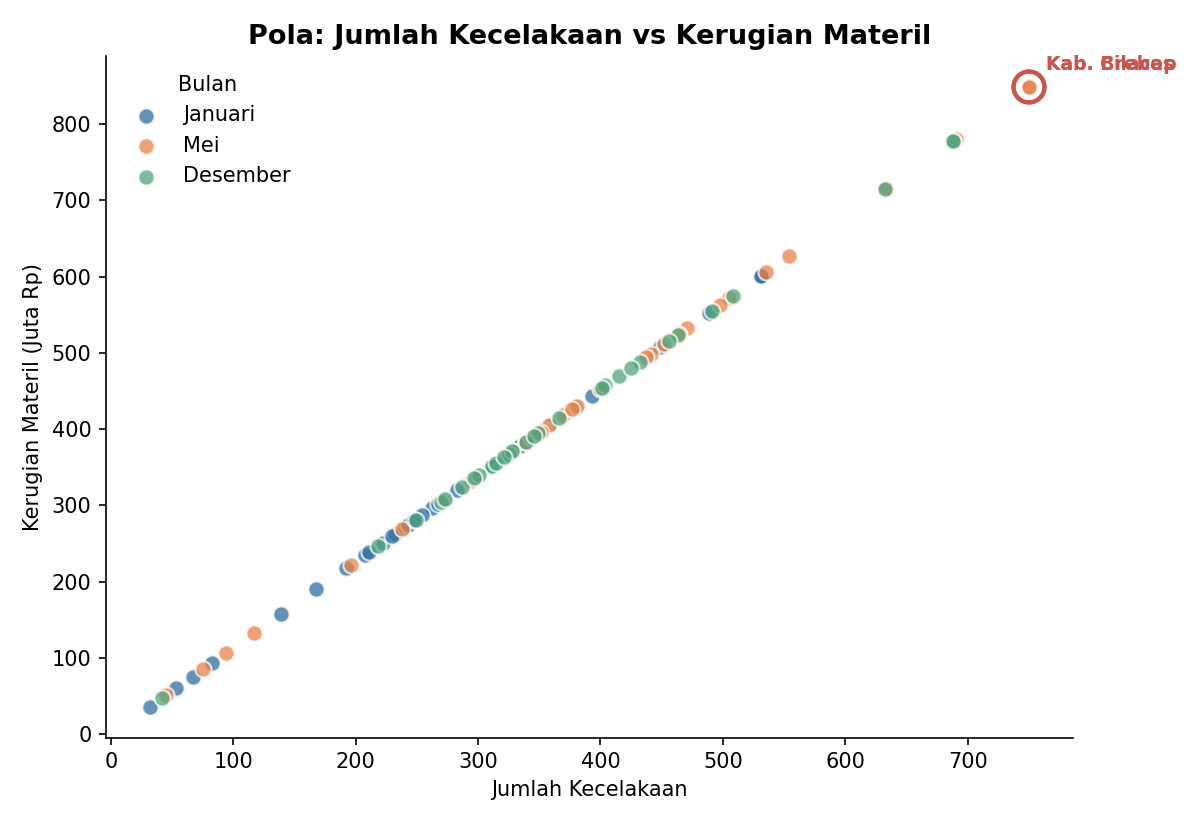 Pola: Jumlah Kecelakaan vs Kerugian Materil
Kab.
Bulan
Januari
Mei
Desember
800
700
600
500
400
300
200
100
0
Kerugian Materil (Juta Rp)
0 100 200 300 400 500 600 700
Jumlah Kecelakaan